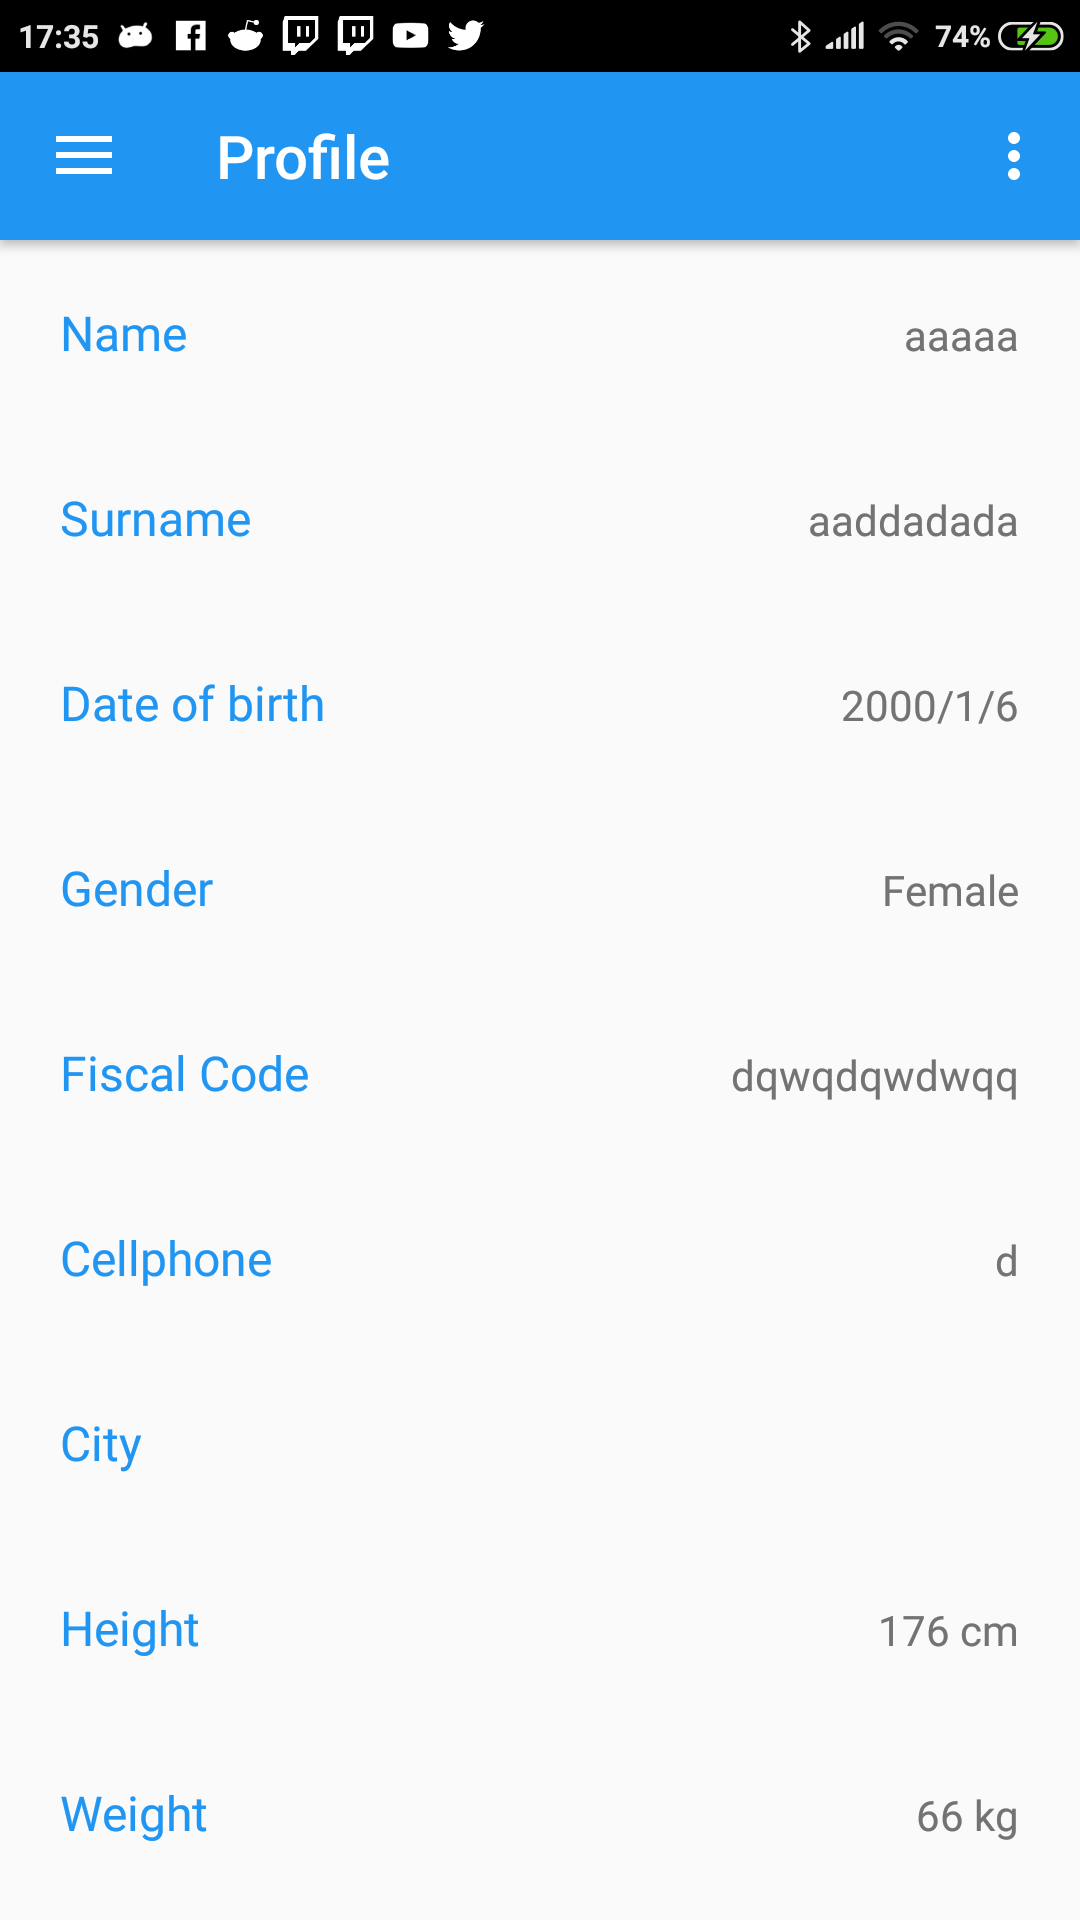 17:35 74%
Profile
Name aaaaa
Surname aaddadada
Date of birth 2000/1/6
Gender Female
Fiscal Code dqwqdqwdwqq
Cellphone d
City
Height 176 cm
Weight 66 kg